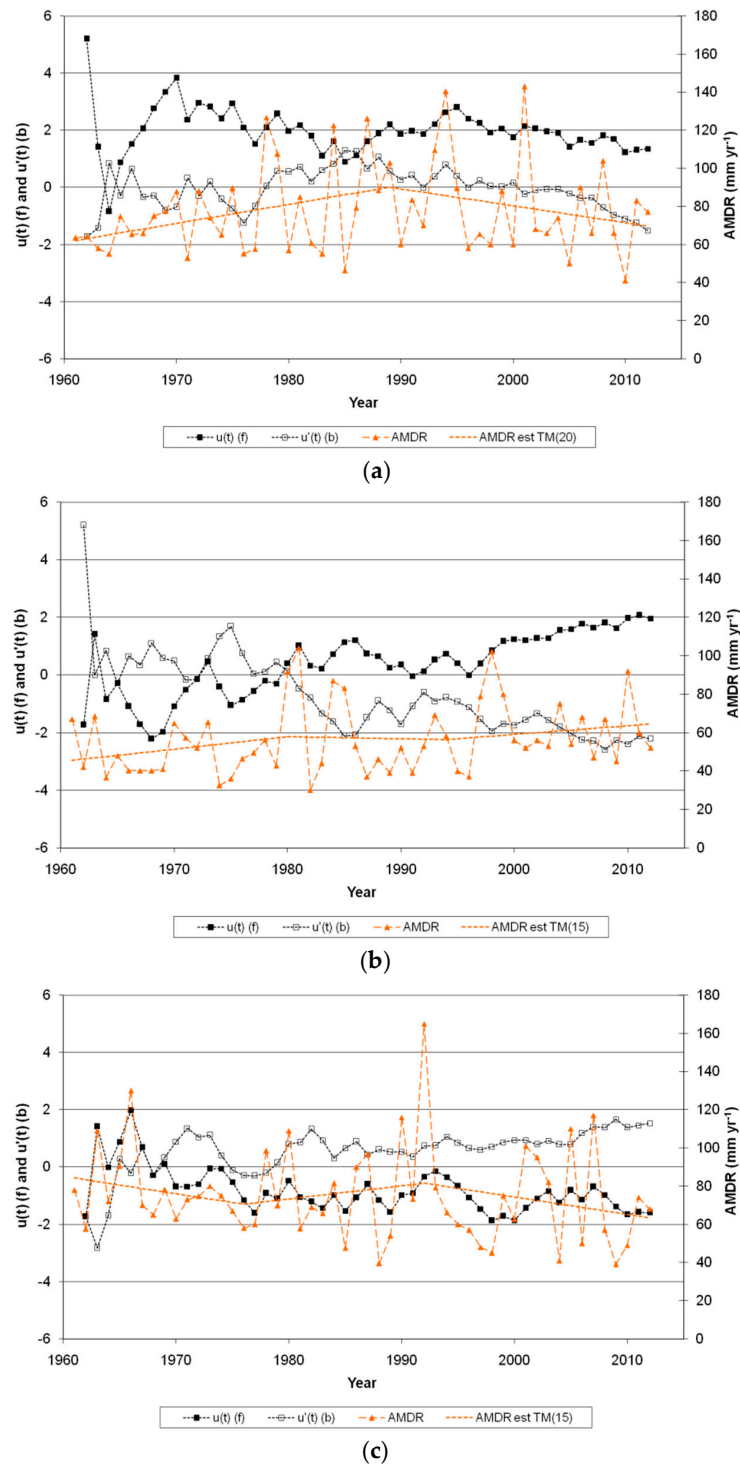 6
4
2
0
-2
-4
-6
u(t) (f) and u'(t) (b)
180
160
140
120
100
80
60
40
20
0
AMDR (mm yr⁻¹)
1960 1970 1980 1990 2000 2010
Year
u(t) (f) u'(t) (b) AMDR AMDR est TM(20)
(a)
6
4
2
0
-2
-4
-6
u(t) (f) and u'(t) (b)
180
160
140
120
100
80
60
40
20
0
AMDR (mm yr⁻¹)
1960 1970 1980 1990 2000 2010
Year
u(t) (f) u'(t) (b) AMDR AMDR est TM(15)
(b)
6
4
2
0
-2
-4
-6
u(t) (f) and u'(t) (b)
180
160
140
120
100
80
60
40
20
0
AMDR (mm yr⁻¹)
1960 1970 1980 1990 2000 2010
Year
u(t) (f) u'(t) (b) AMDR AMDR est TM(15)
(c)